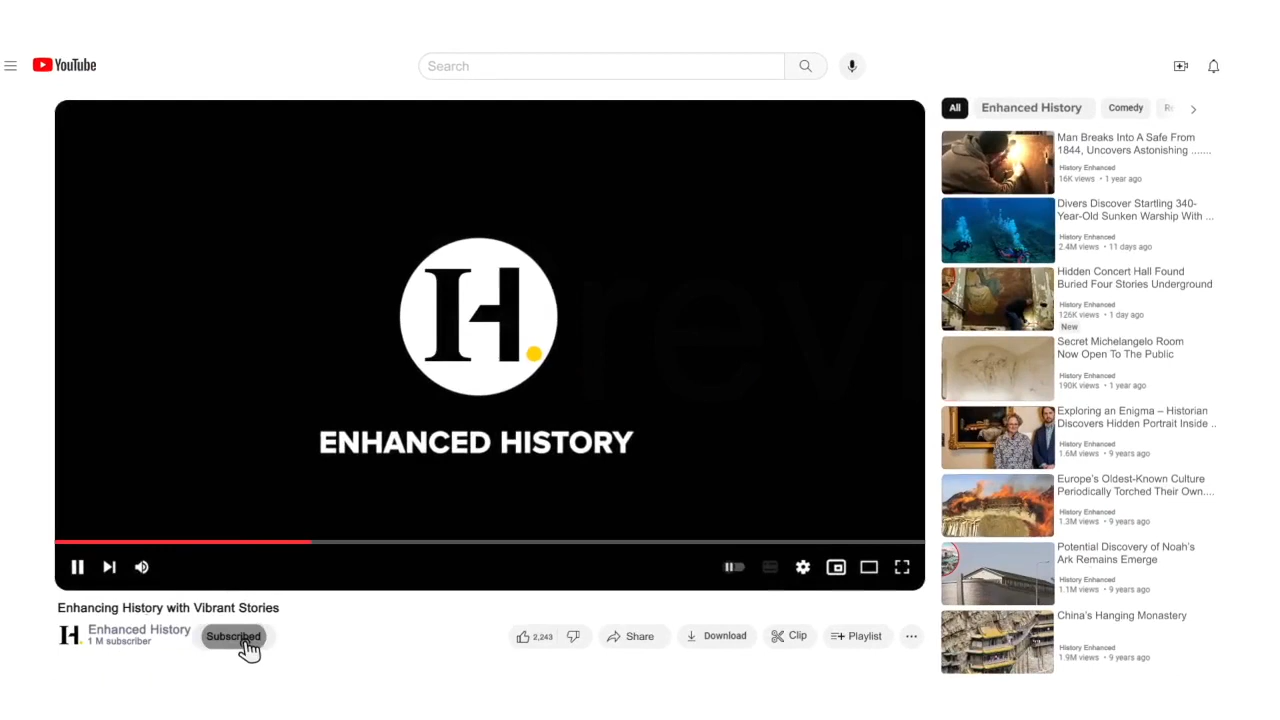 YouTube
Search
All
Enhanced History
Comedy
H.
ENHANCED HISTORY
Man Breaks Into A Safe From
1844, Uncovers Astonishing .......
History Enhanced
16K views • 1 year ago
Divers Discover Startling 340-
Year-Old Sunken Warship With ...
History Enhanced
2.4M views • 11 days ago
Hidden Concert Hall Found
Buried Four Stories Underground
History Enhanced
126K views • 1 day ago
New
Secret Michelangelo Room
Now Open To The Public
History Enhanced
190K views • 1 year ago
Exploring an Enigma – Historian
Discovers Hidden Portrait Inside ..
History Enhanced
1.6M views • 9 years ago
Europe's Oldest-Known Culture
Periodically Torched Their Own....
History Enhanced
1.3M views • 9 years ago
Potential Discovery of Noah's
Ark Remains Emerge
History Enhanced
1.1M views • 9 years ago
China's Hanging Monastery
History Enhanced
1.9M views • 9 years ago
Enhancing History with Vibrant Stories
H.
Enhanced History
1 M subscriber
Subscribed
2,243
Share
Download
Clip
Playlist